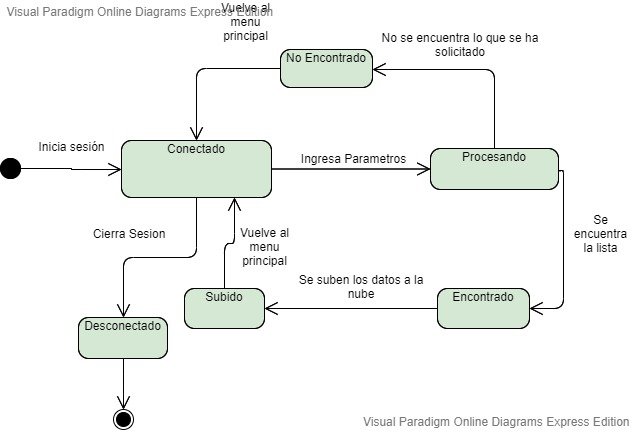 Visual Paradigm Online Diagrams Express Edition
Vuelve al
menu
principal
No se encuentra lo que se ha
solicitado
No Encontrado
Inicia sesión
Conectado
Ingresa Parametros
Procesando
Cierra Sesion
Vuelve al
menu
principal
Se
encuentra
la lista
Se suben los datos a la
nube
Subido
Encontrado
Desconectado
Visual Paradigm Online Diagrams Express Edition